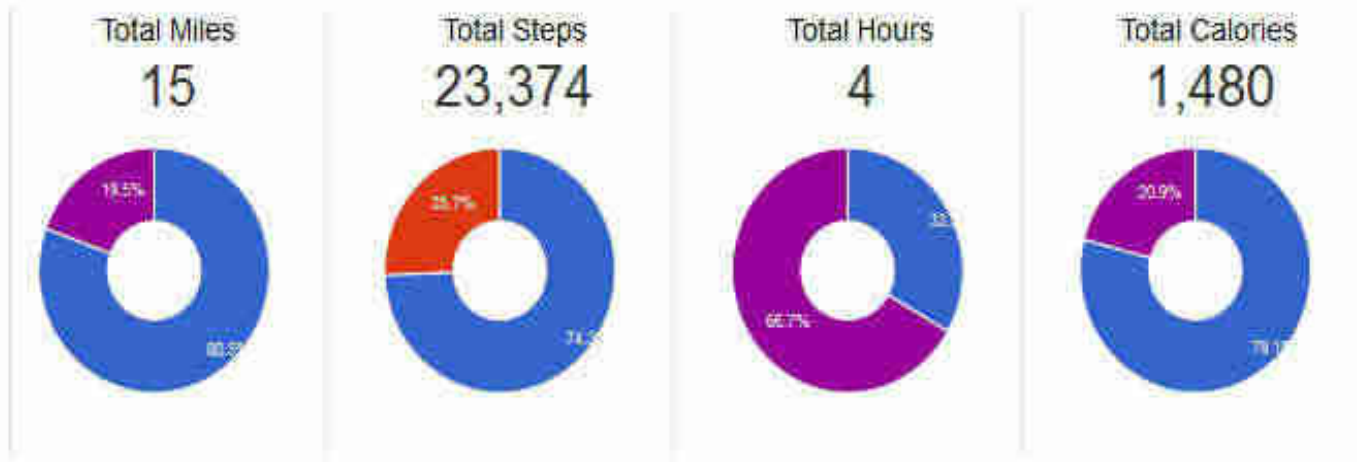 Total Miles
15
19.5%
80.5%
Total Steps
23,374
25.7%
Total Hours
4
66.7%
Total Calories
1,480
20.9%